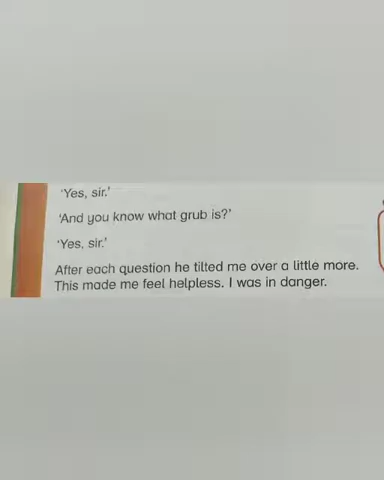 ‘Yes, sir.’
‘And you know what grub is?’
‘Yes, sir.’
After each question he tilted me over a little more.
This made me feel helpless. I was in danger.